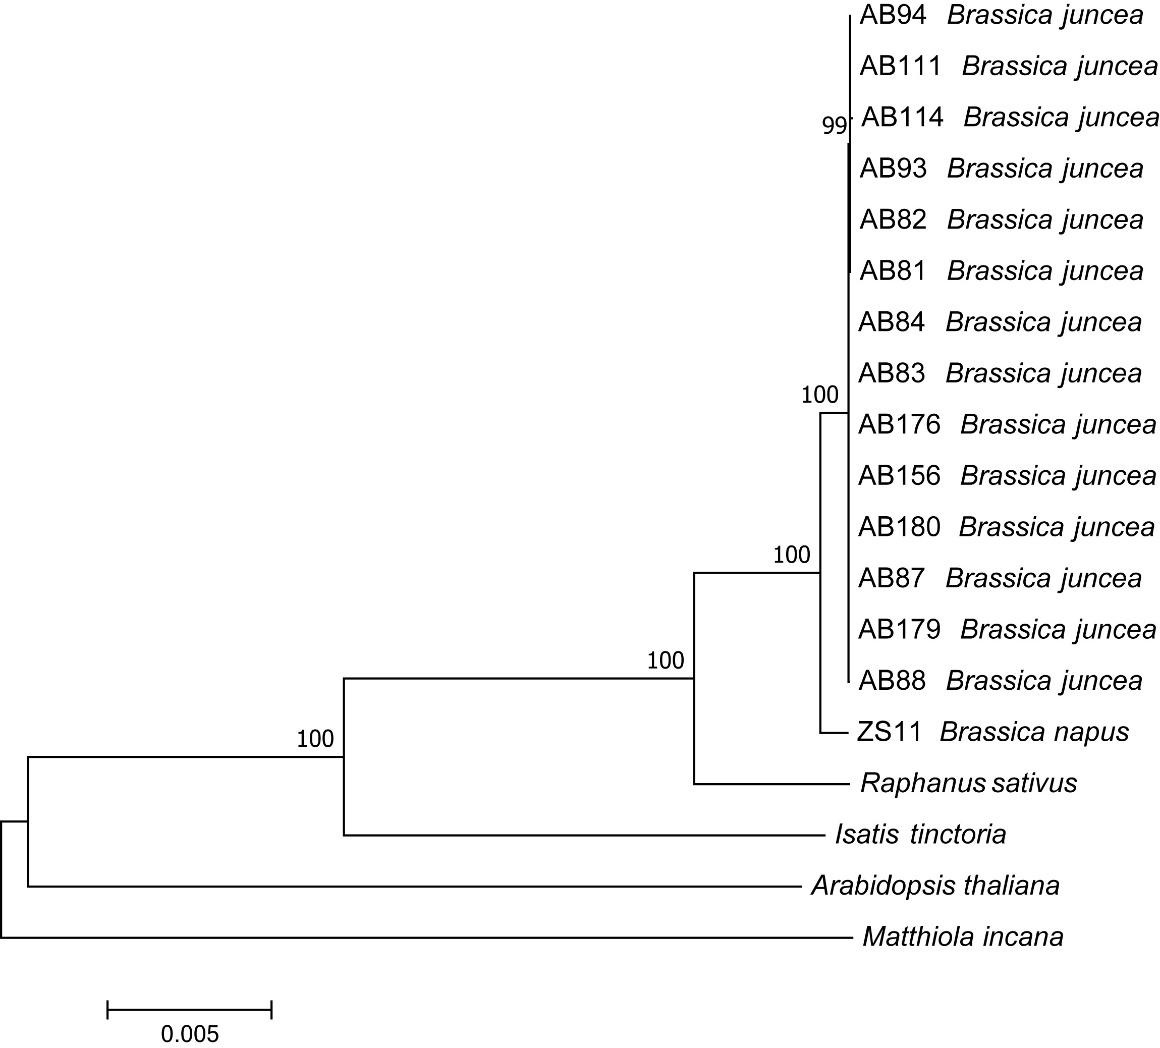 AB94 Brassica juncea
AB111 Brassica juncea
AB114 Brassica juncea
99
AB93 Brassica juncea
AB82 Brassica juncea
AB81 Brassica juncea
AB84 Brassica juncea
AB83 Brassica juncea
100
AB176 Brassica juncea
AB156 Brassica juncea
AB180 Brassica juncea
100
AB87 Brassica juncea
AB179 Brassica juncea
100
AB88 Brassica juncea
ZS11 Brassica napus
100
Raphanus sativus
Isatis tinctoria
Arabidopsis thaliana
Matthiola incana
0.005